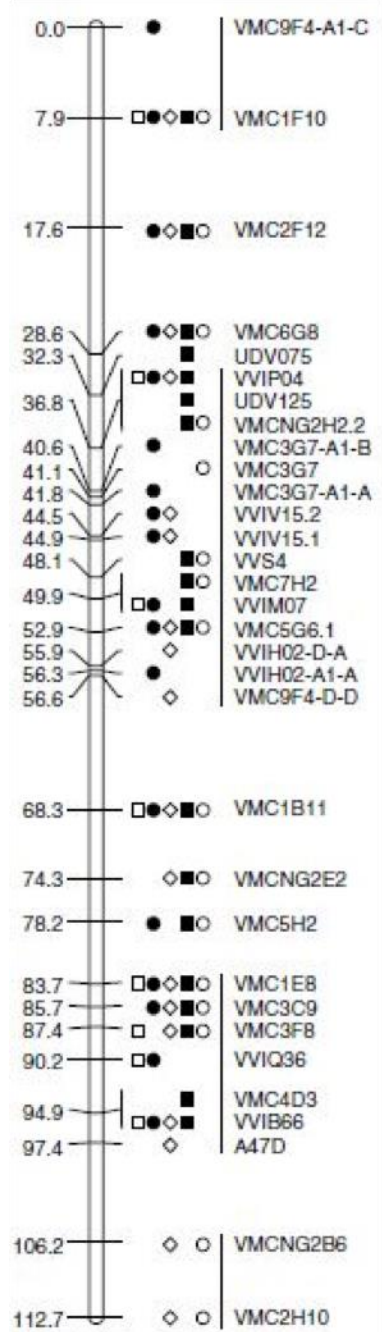 0.0 VMC9F4-A1-C
7.9 VMC1F10
17.6 VMC2F12
28.6 VMC6G8
32.3 UDV075
VVIP04
36.8 UDV125
VMCNG2H2.2
40.6 VMC3G7-A1-B
41.1 VMC3G7
41.8 VMC3G7-A1-A
44.5 VVIV15.2
44.9 VVIV15.1
48.1 VVS4
VMC7H2
49.9 VVIM07
52.9 VMC5G6.1
55.9 VVIH02-D-A
56.3 VVIH02-A1-A
56.6 VMC9F4-D-D
68.3 VMC1B11
74.3 VMCNG2E2
78.2 VMC5H2
83.7 VMC1E8
85.7 VMC3C9
87.4 VMC3F8
90.2 VVIQ36
VMC4D3
94.9 VVIB66
97.4 A47D
106.2 VMCNG2B6
112.7 VMC2H10